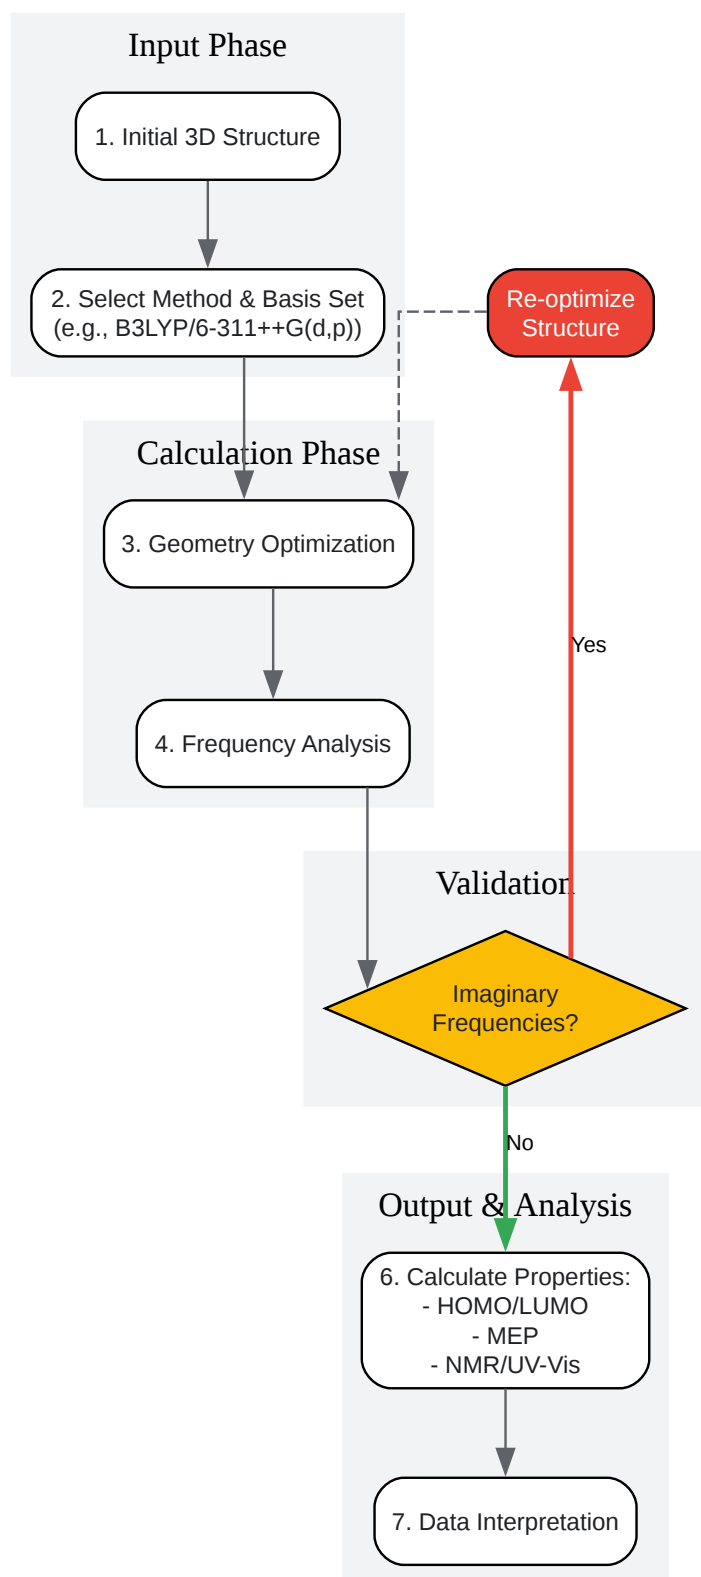 Input Phase
1. Initial 3D Structure
2. Select Method & Basis Set
(e.g., B3LYP/6-311++G(d,p))
Re-optimize
Structure
Calculation Phase
3. Geometry Optimization
Yes
4. Frequency Analysis
Validation
Imaginary
Frequencies?
No
Output & Analysis
6. Calculate Properties:
- HOMO/LUMO
- MEP
- NMR/UV-Vis
7. Data Interpretation